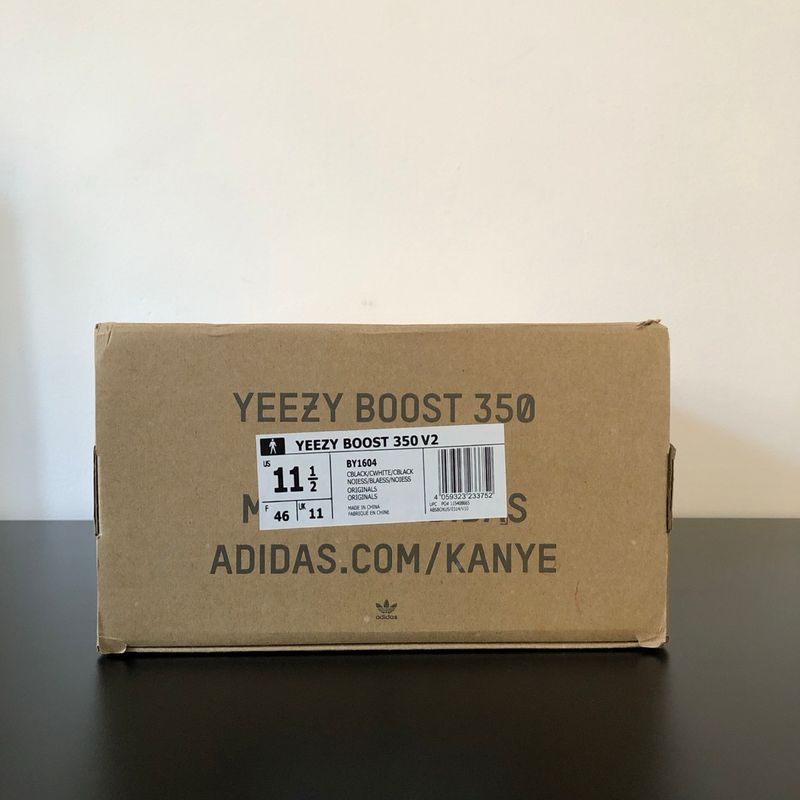 YEEZY BOOST 350
YEEZY BOOST 350 V2
US 11 1/2
F 46
UK 11
BY1604
CBLACK/CWHITE/CBLACK
NOIESS/BLAESS/NOIESS
ORIGINALS
ORIGINALS
MADE IN CHINA
FABRIQUÉ EN CHINE
4 059323 233752
ADIDAS.COM/KANYE
adidas